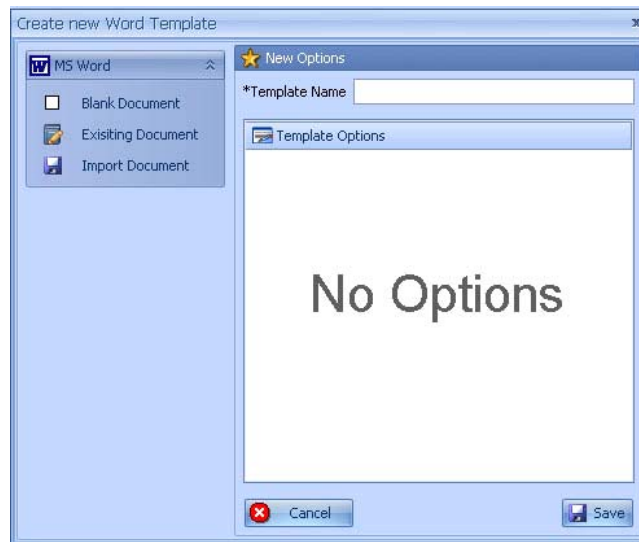 Create new Word Template
MS Word
Blank Document
Exisiting Document
Import Document
New Options
*Template Name
Template Options
No Options
Cancel
Save